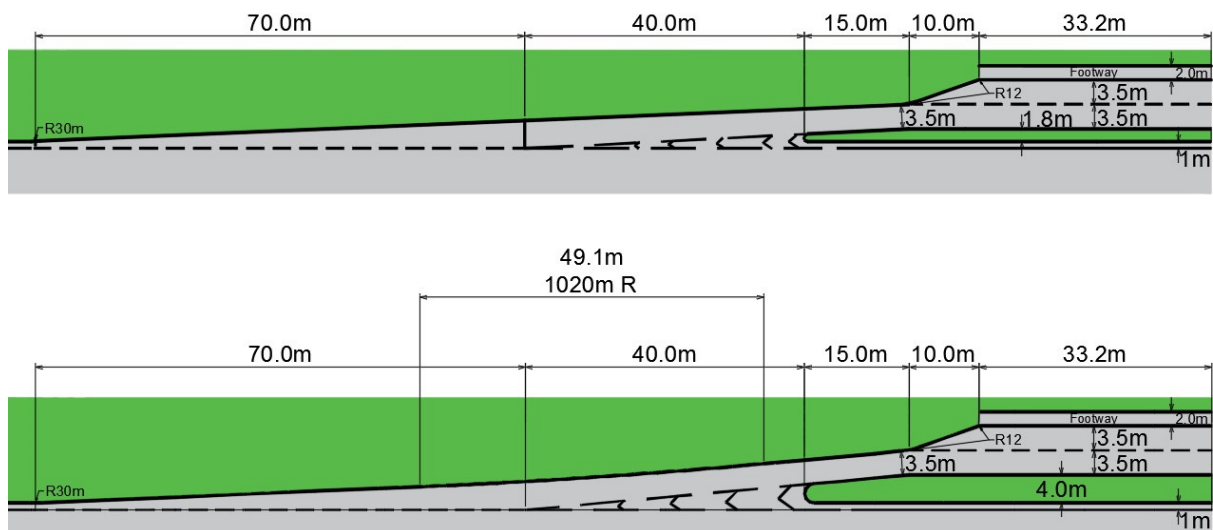 70.0m 40.0m 15.0m 10.0m 33.2m
Footway 2.0m
R12 3.5m
R30m 3.5m 1.8m 3.5m
1m
49.1m
1020m R
70.0m 40.0m 15.0m 10.0m 33.2m
Footway 2.0m
R12 3.5m
3.5m 3.5m
R30m 4.0m
1m